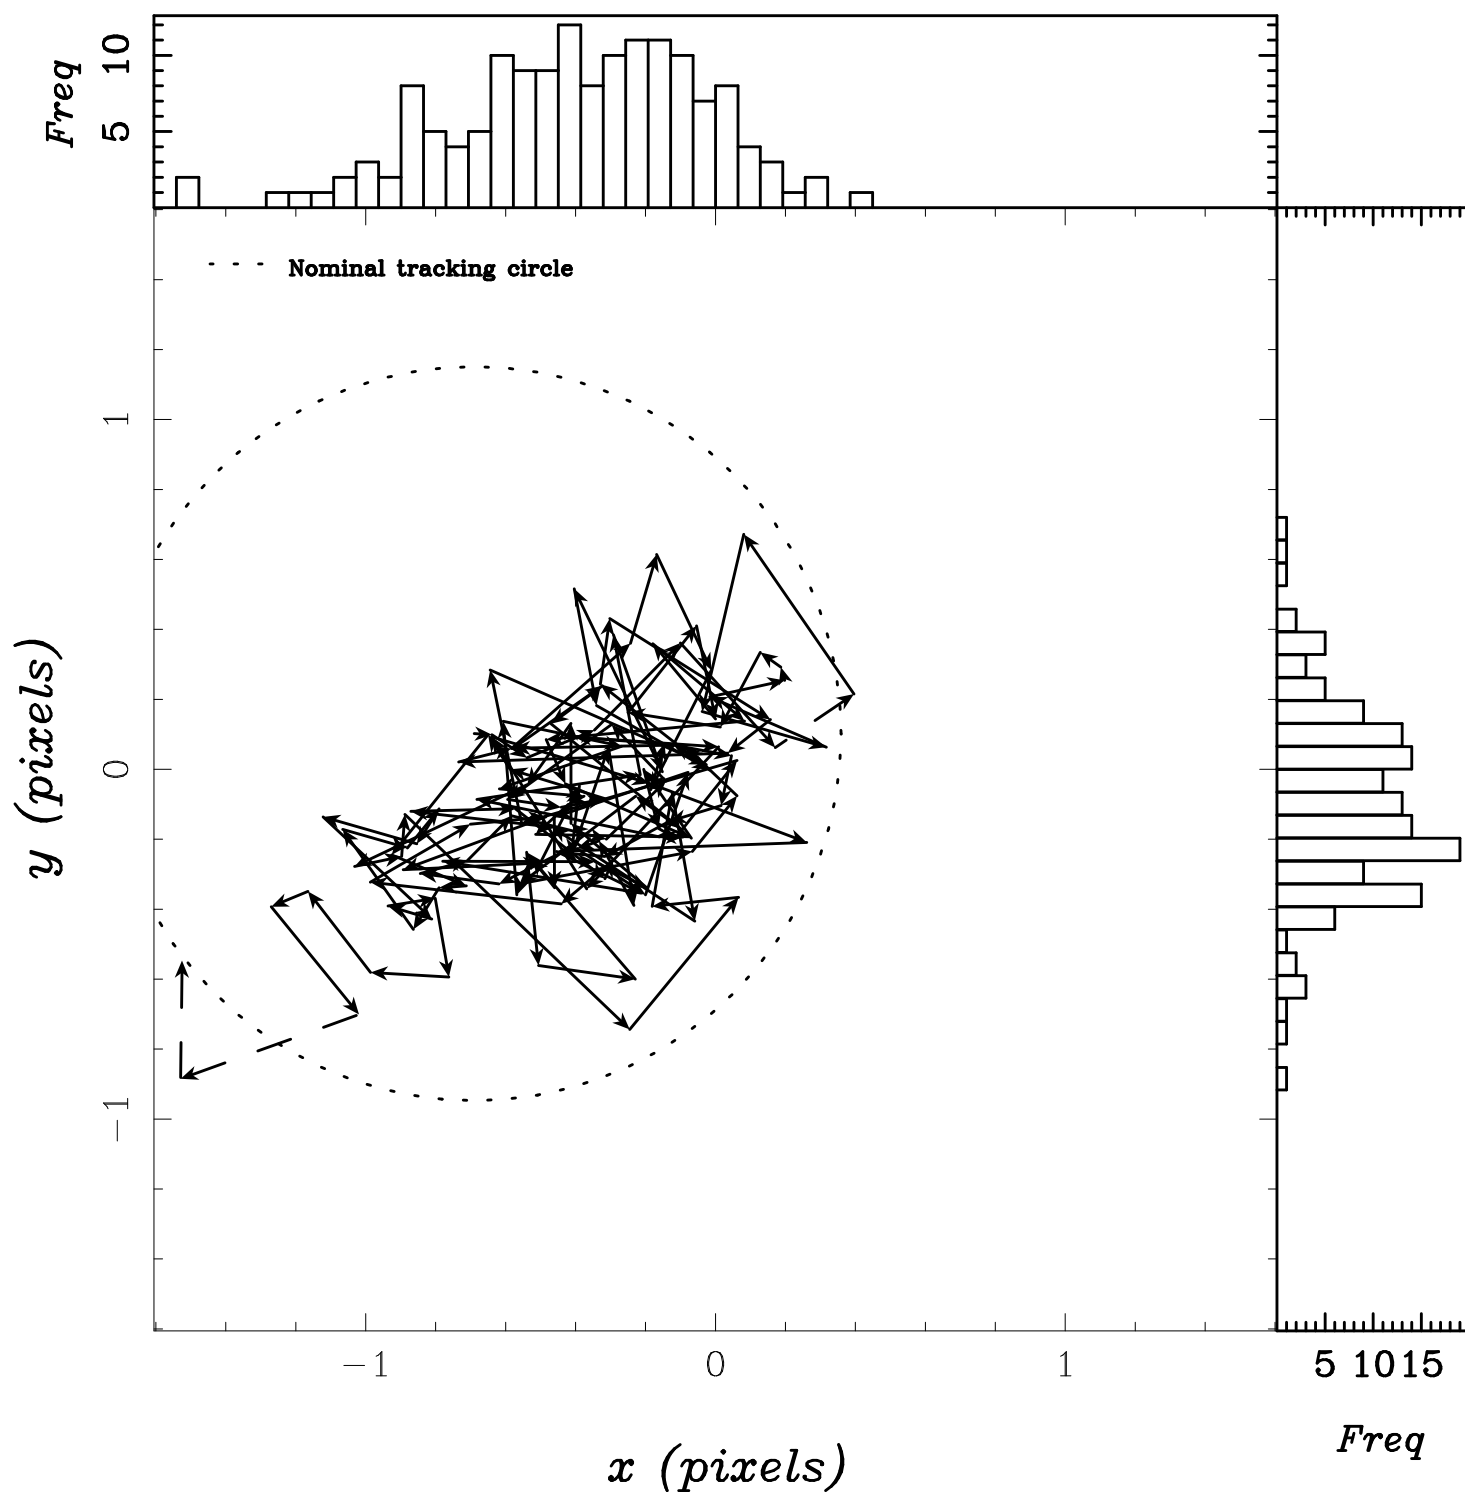 Freq
10
5
Nominal tracking circle
1
0
−1
y (pixels)
−1 0 1
5 10 15
Freq
x (pixels)